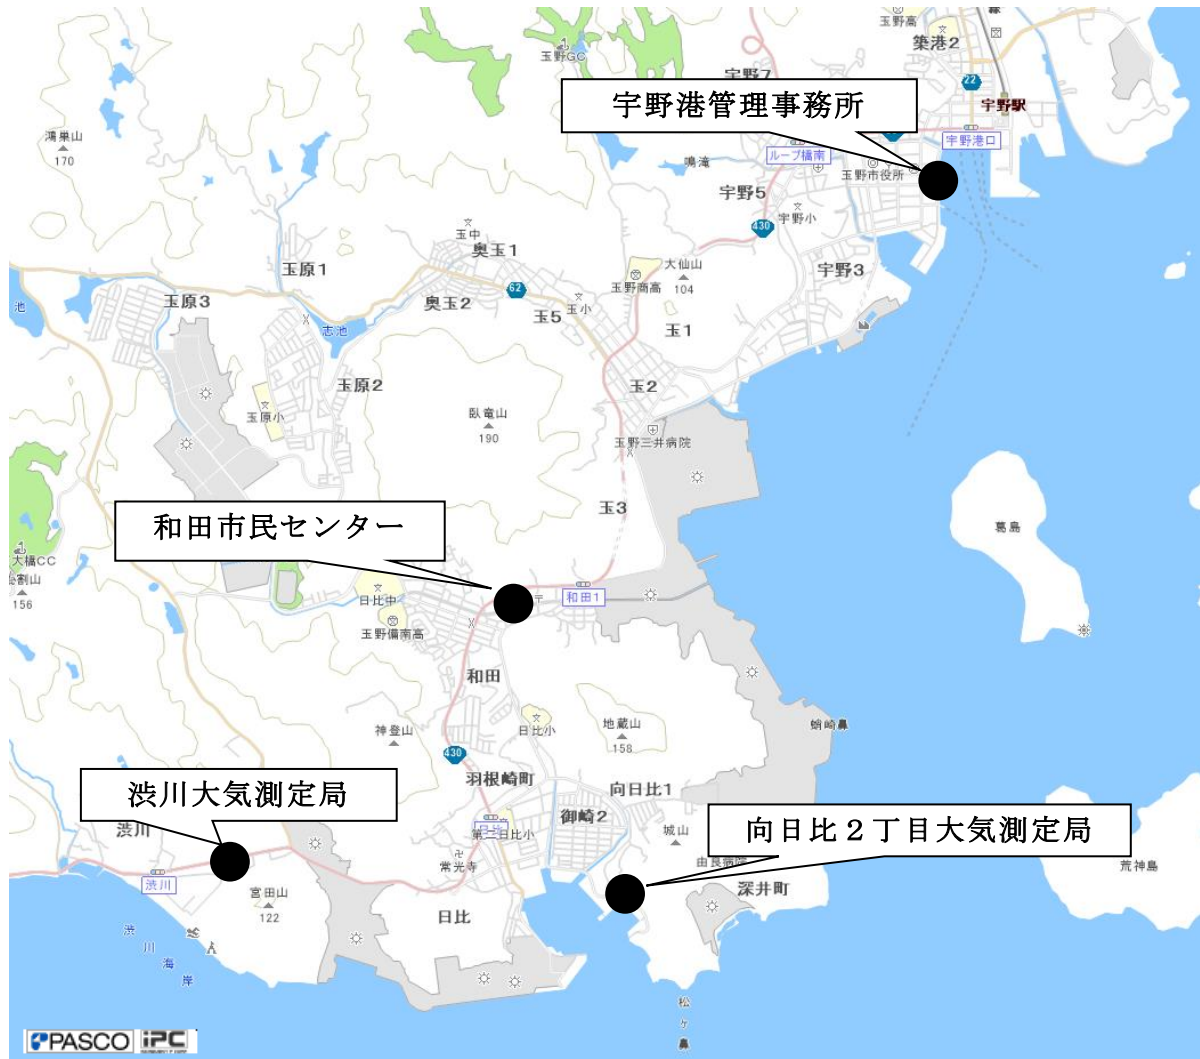 玉野高
築港2
玉野GC
宇野7
22
宇野駅
宇野港管理事務所
宇野港口
鴻巣山
170
ループ橋南
鳴滝
玉野市役所
宇野5
宇野小
430
玉中
奥玉1
大仙山
104
宇野3
玉原1
玉野商高
玉原3
62
奥玉2
玉小
玉5
池
志池
玉1
玉原2
玉2
臥竜山
190
玉原小
玉野三井病院
玉3
和田市民センター
葛島
大橋CC
割山
156
日比中
和田1
玉野備南高
和田
日比小
地蔵山
158
神登山
蛸崎鼻
430
羽根崎町
向日比1
渋川大気測定局
御崎2
渋川
第二日比小
城山
向日比2丁目大気測定局
常光寺
由良病院
荒神島
渋川
宮田山
122
深井町
日比
渋川海岸
松ヶ鼻
PASCO iPC